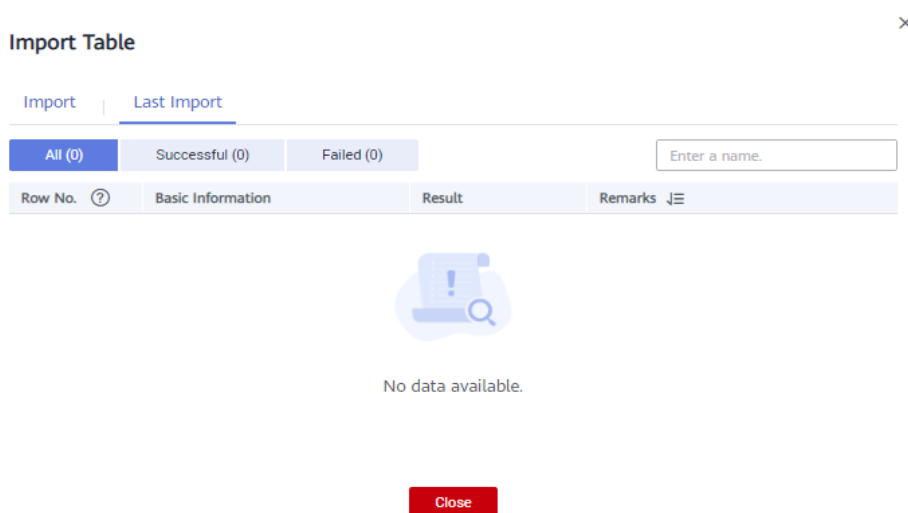 Import Table
Import | Last Import
All (0) Successful (0) Failed (0) Enter a name.
Row No. ? Basic Information Result Remarks
No data available.
Close